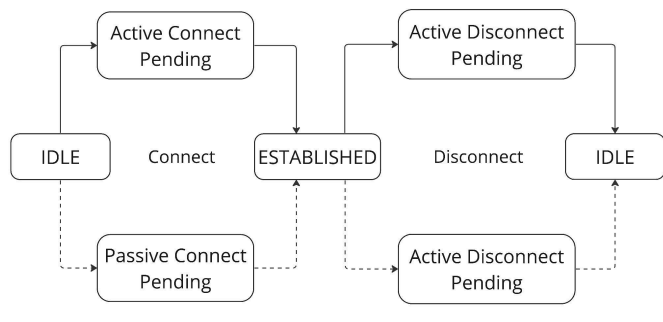 Active Connect
Pending
Active Disconnect
Pending
IDLE
Connect
ESTABLISHED
Disconnect
IDLE
Passive Connect
Pending
Active Disconnect
Pending